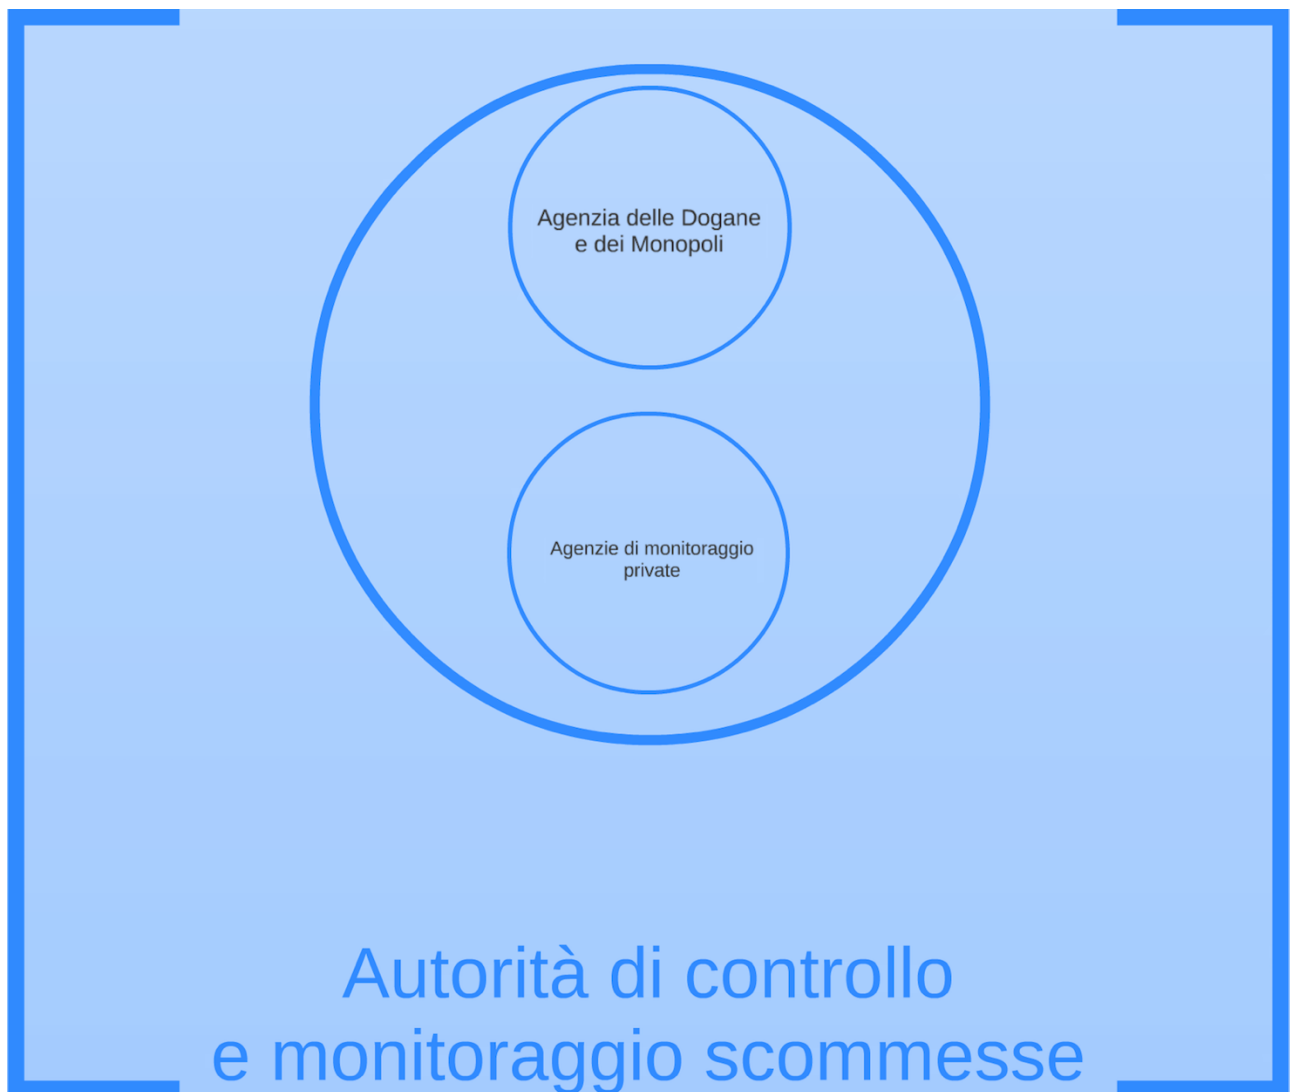 Agenzia delle Dogane
e dei Monopoli
Agenzie di monitoraggio
private
Autorità di controllo
e monitoraggio scommesse